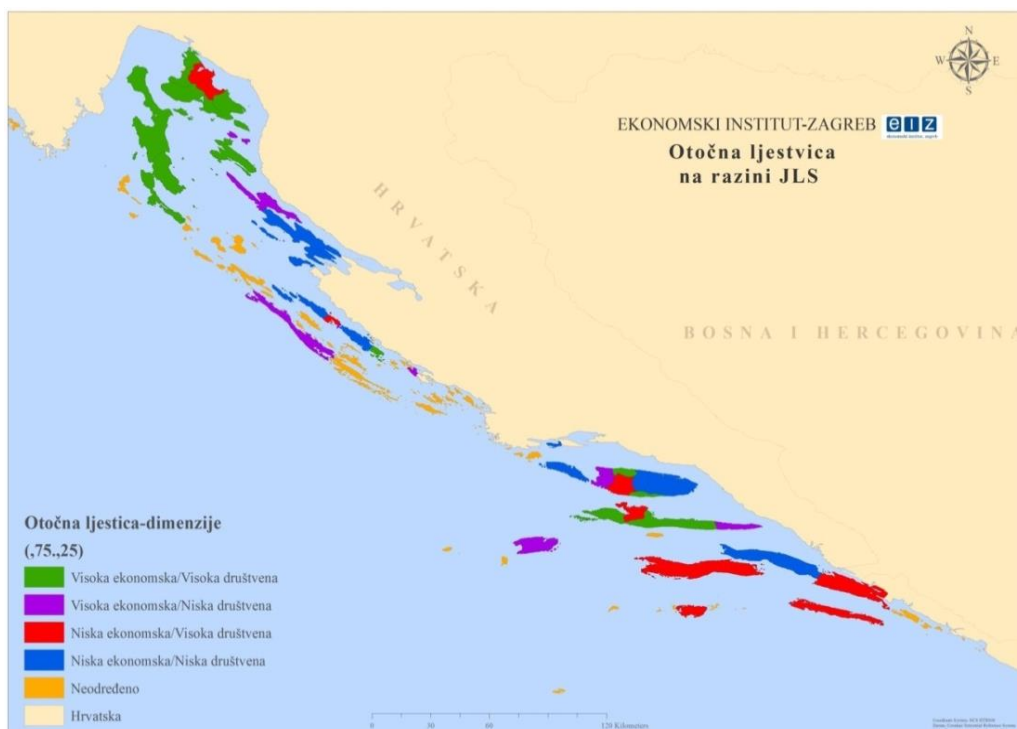 N
W E
S
EKONOMSKI INSTITUT-ZAGREB eiz
Otočna ljestvica
na razini JLS
HRVATSKA
BOSNA I HERCEGOVINA
Otočna ljestica-dimenzije
(,75.,25)
Visoka ekonomska/Visoka društvena
Visoka ekonomska/Niska društvena
Niska ekonomska/Visoka društvena
Niska ekonomska/Niska društvena
Neodređeno
Hrvatska
0 30 60 120 Kilometers